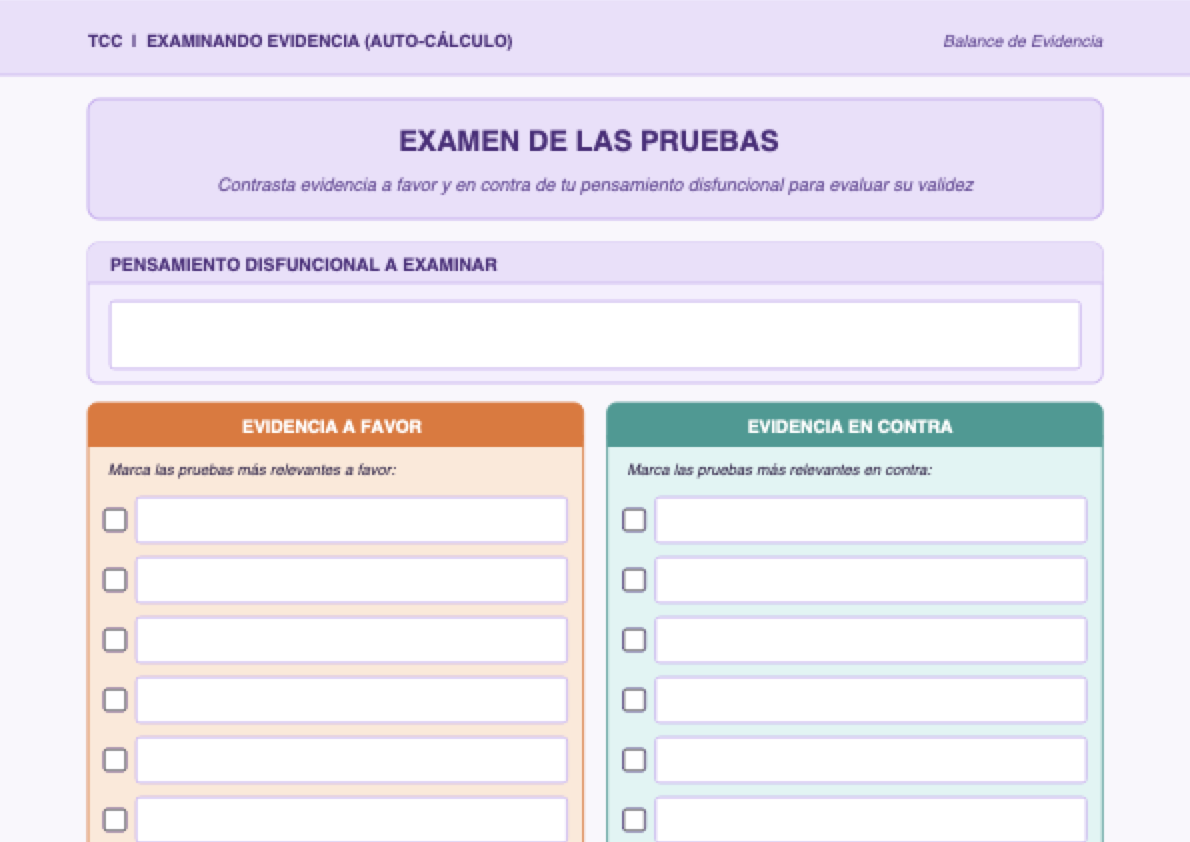 TCC | EXAMINANDO EVIDENCIA (AUTO-CÁLCULO)
Balance de Evidencia
EXAMEN DE LAS PRUEBAS
Contrasta evidencia a favor y en contra de tu pensamiento disfuncional para evaluar su validez
PENSAMIENTO DISFUNCIONAL A EXAMINAR
EVIDENCIA A FAVOR
Marca las pruebas más relevantes a favor:
EVIDENCIA EN CONTRA
Marca las pruebas más relevantes en contra: